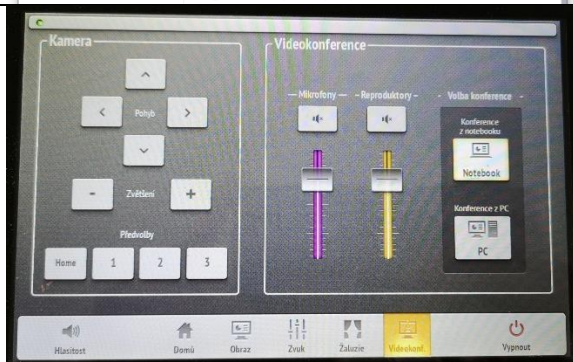 Kamera
Pohyb
-
Zvětšení
+
Předvolby
Home
1
2
3
Videokonference
Mikrofony
Reproduktory
- Volba konference -
Konference
z notebooku
Notebook
Konference z PC
PC
Hlasitost
Domů
Obraz
Zvuk
Žaluzie
Videokonf.
Vypnout